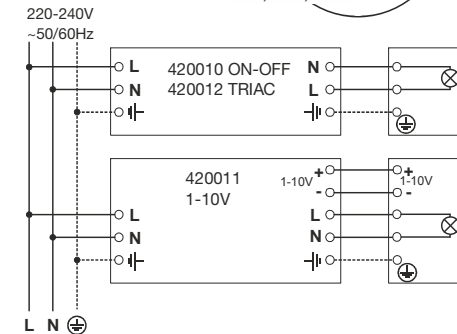 220-240V
~50/60Hz
L 420010 ON-OFF N
N 420012 TRIAC L
420011
1-10V
1-10V + -
+ 1-10V -
L L
N N
L N